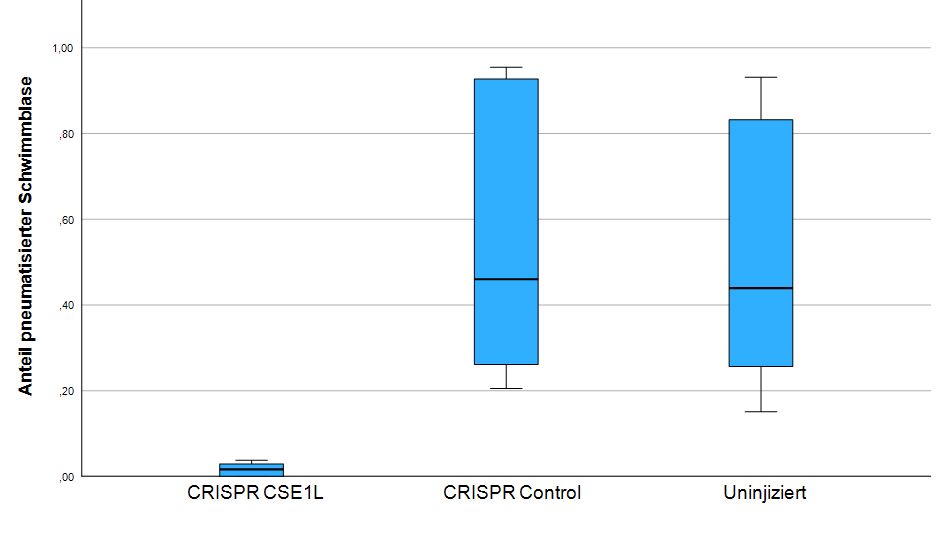 Anteil pneumatisierter Schwimmblase
1,00
,80
,60
,40
,20
,00
CRISPR CSE1L
CRISPR Control
Uninjiziert